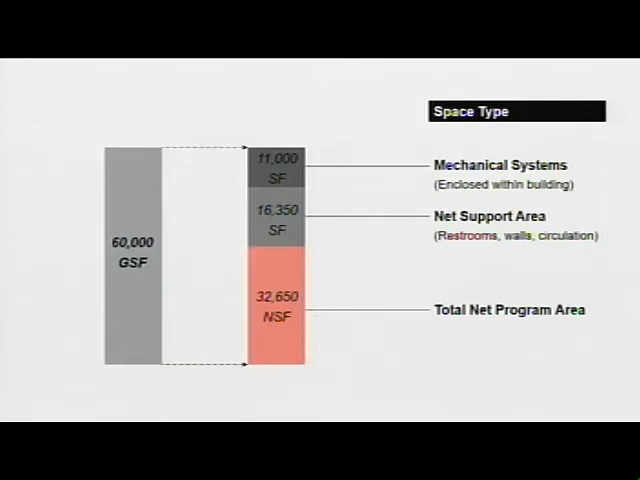 Space Type
11,000
SF
Mechanical Systems
(Enclosed within building)
16,350
SF
Net Support Area
(Restrooms, walls, circulation)
60,000
GSF
32,650
NSF
Total Net Program Area